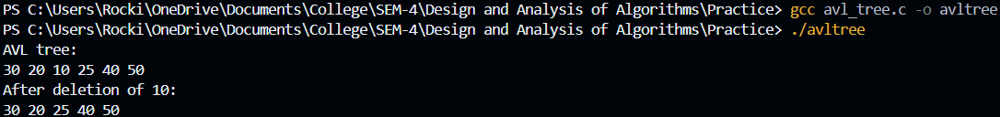 PS C:\Users\Rocki\OneDrive\Documents\College\SEM-4\Design and Analysis of Algorithms\Practice> gcc avl_tree.c -o avltree
PS C:\Users\Rocki\OneDrive\Documents\College\SEM-4\Design and Analysis of Algorithms\Practice> ./avltree
AVL tree:
30 20 10 25 40 50
After deletion of 10:
30 20 25 40 50